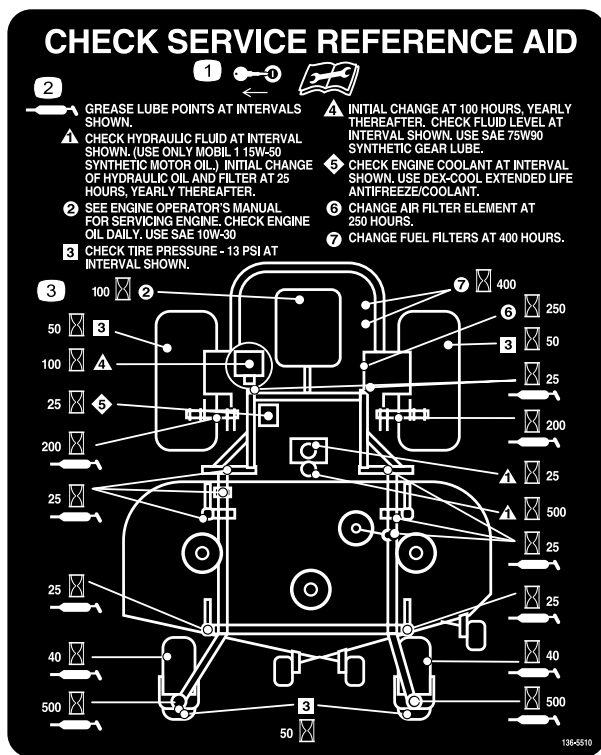 CHECK SERVICE REFERENCE AID
1
2
GREASE LUBE POINTS AT INTERVALS
SHOWN.
1 CHECK HYDRAULIC FLUID AT INTERVAL
SHOWN. (USE ONLY MOBIL 1 15W-50
SYNTHETIC MOTOR OIL.) INITIAL CHANGE
OF HYDRAULIC OIL AND FILTER AT 25
HOURS, YEARLY THEREAFTER.
2 SEE ENGINE OPERATOR'S MANUAL
FOR SERVICING ENGINE. CHECK ENGINE
OIL DAILY. USE SAE 10W-30
3 CHECK TIRE PRESSURE - 13 PSI AT
INTERVAL SHOWN.
4 INITIAL CHANGE AT 100 HOURS, YEARLY
THEREAFTER. CHECK FLUID LEVEL AT
INTERVAL SHOWN. USE SAE 75W90
SYNTHETIC GEAR LUBE.
5 CHECK ENGINE COOLANT AT INTERVAL
SHOWN. USE DEX-COOL EXTENDED LIFE
ANTIFREEZE/COOLANT.
6 CHANGE AIR FILTER ELEMENT AT
250 HOURS.
7 CHANGE FUEL FILTERS AT 400 HOURS.
3
100 2
7 400
6 250
50 3
3 50
100 4
25
25 5
200
200
1 25
25
1 500
25
25
25
40
40
500
500
3
50
136-5510